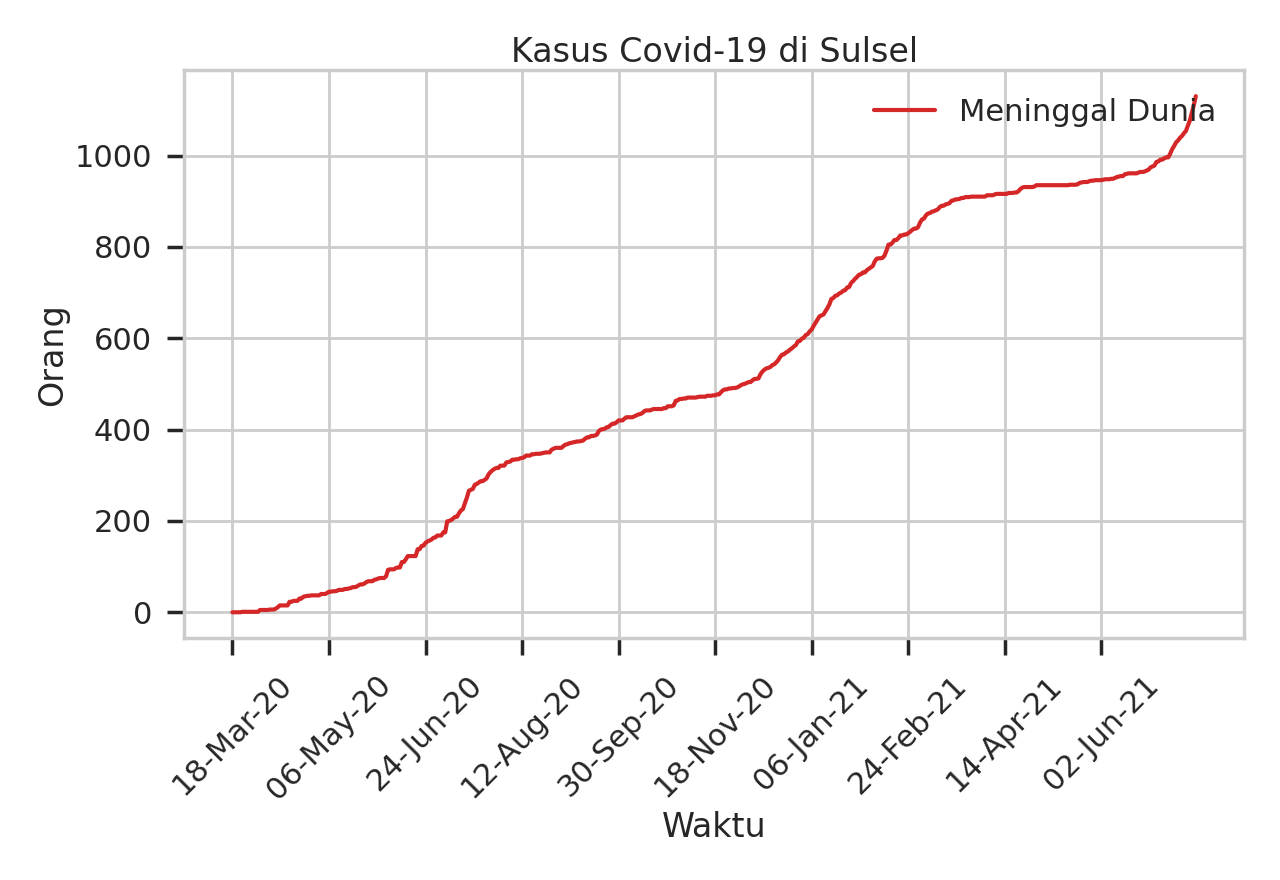 Kasus Covid-19 di Sulsel
Meninggal Dunia
1000
800
600
400
200
0
Orang
18-Mar-20
06-May-20
24-Jun-20
12-Aug-20
30-Sep-20
18-Nov-20
06-Jan-21
24-Feb-21
14-Apr-21
02-Jun-21
Waktu